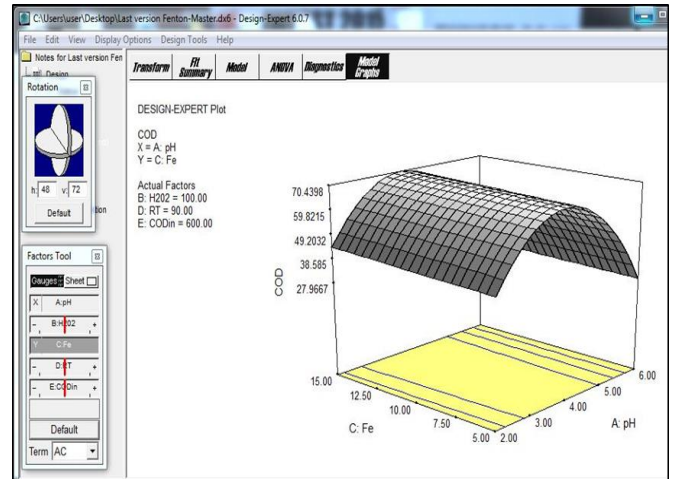 C:\Users\user\Desktop\Last version Fenton-Master.dx6 - Design-Expert 6.0.7
File Edit View Display Options Design Tools Help
Notes for Last version Fen
Design
Transform Fit Summary Model ANOVA Diagnostics Model Graphs
Rotation
h: 48 v: 72
Default
tion
Factors Tool
Gauges Sheet
X A:pH
- B:H202 +
Y C:Fe
- D:RT +
- E:CODin +
Default
Term AC
DESIGN-EXPERT Plot
COD
X = A: pH
Y = C: Fe
Actual Factors
B: H202 = 100.00
D: RT = 90.00
E: CODin = 600.00
70.4398
59.8215
49.2032
38.585
27.9667
COD
15.00
12.50
10.00
7.50
5.00
C: Fe
2.00
3.00
4.00
5.00
6.00
A: pH